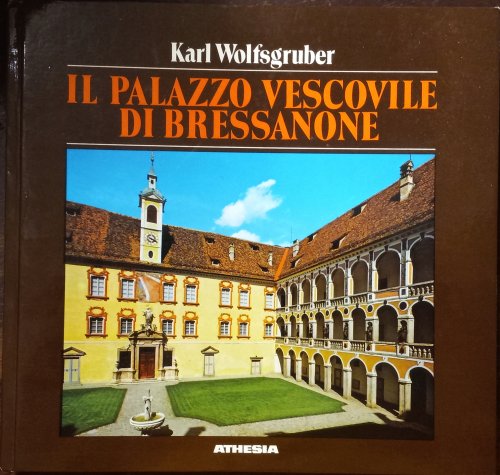 Karl Wolfsgruber
IL PALAZZO VESCOVILE
DI BRESSANONE
ATHESIA